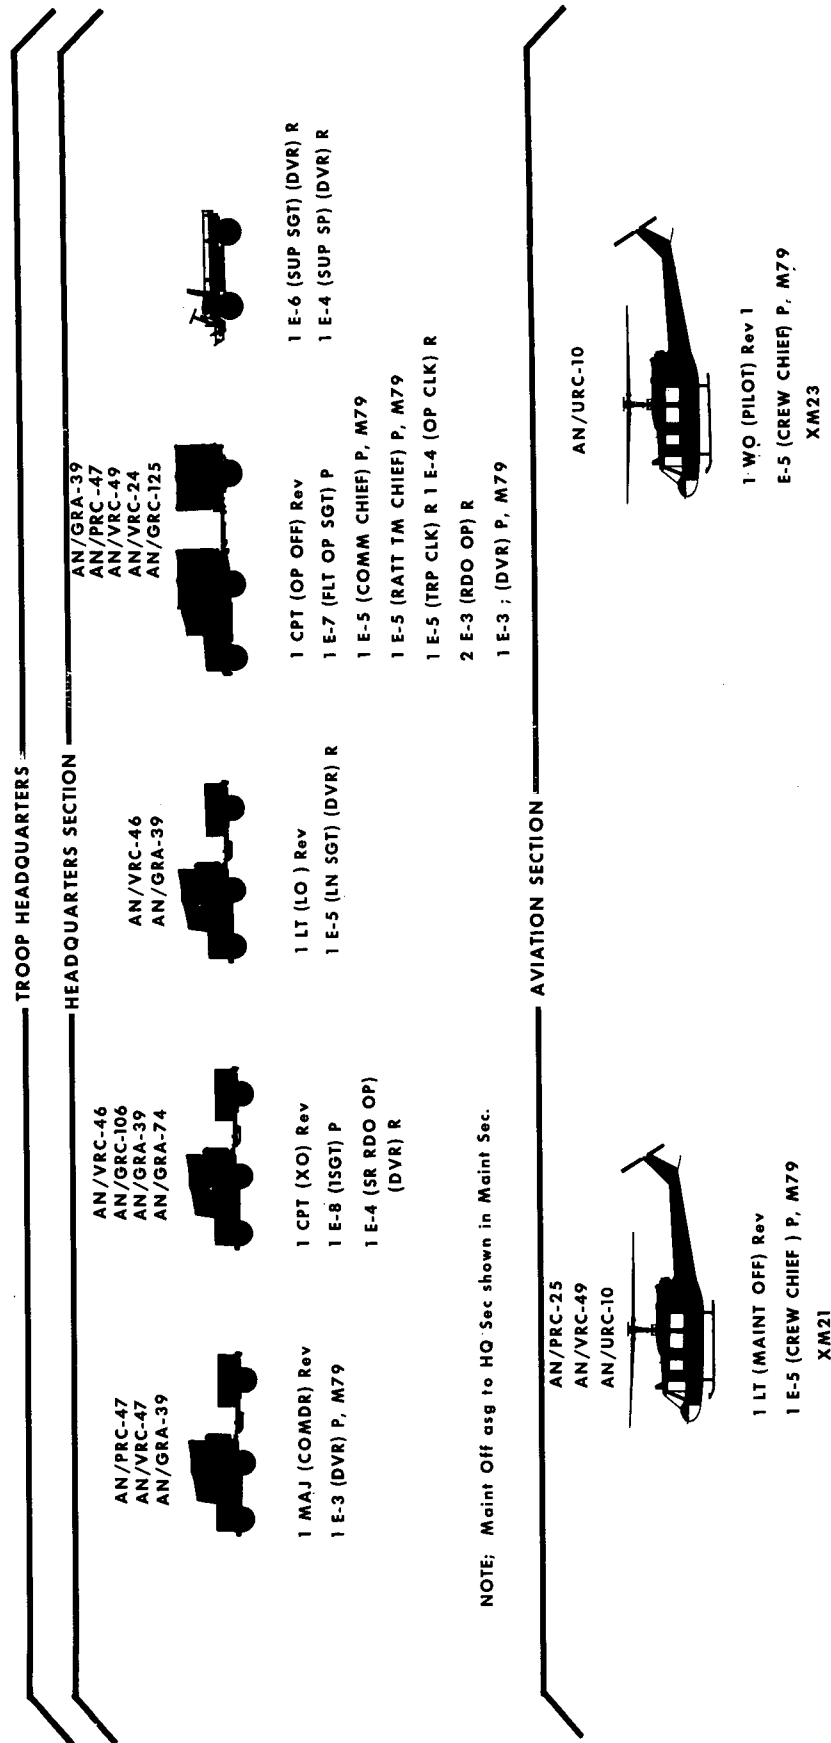 TROOP HEADQUARTERS
HEADQUARTERS SECTION
AN/PRC-47
AN/VRC-47
AN/GRA-39
1 MAJ (COMDR) Rev
1 E-3 (DVR) P, M79
AN/VRC-46
AN/GRC-106
AN/GRA-39
AN/GRA-74
1 CPT (XO) Rev
1 E-8 (1SGT) P
1 E-4 (SR RDO OP)
(DVR) R
AN/VRC-46
AN/GRA-39
1 LT (LO ) Rev
1 E-5 (LN SGT) (DVR) R
AN/GRA-39
AN/PRC-47
AN/VRC-49
AN/VRC-24
AN/GRC-125
1 CPT (OP OFF) Rev
1 E-7 (FLT OP SGT) P
1 E-5 (COMM CHIEF) P, M79
1 E-5 (RATT TM CHIEF) P, M79
1 E-5 (TRP CLK) R 1 E-4 (OP CLK) R
2 E-3 (RDO OP) R
1 E-3 ; (DVR) P, M79
1 E-6 (SUP SGT) (DVR) R
1 E-4 (SUP SP) (DVR) R
NOTE; Maint Off asg to HQ Sec shown in Maint Sec.
AVIATION SECTION
AN/PRC-25
AN/VRC-49
AN/URC-10
1 LT (MAINT OFF) Rev
1 E-5 (CREW CHIEF ) P, M79
XM21
AN/URC-10
1 WO (PILOT) Rev 1
E-5 (CREW CHIEF) P, M79
XM23